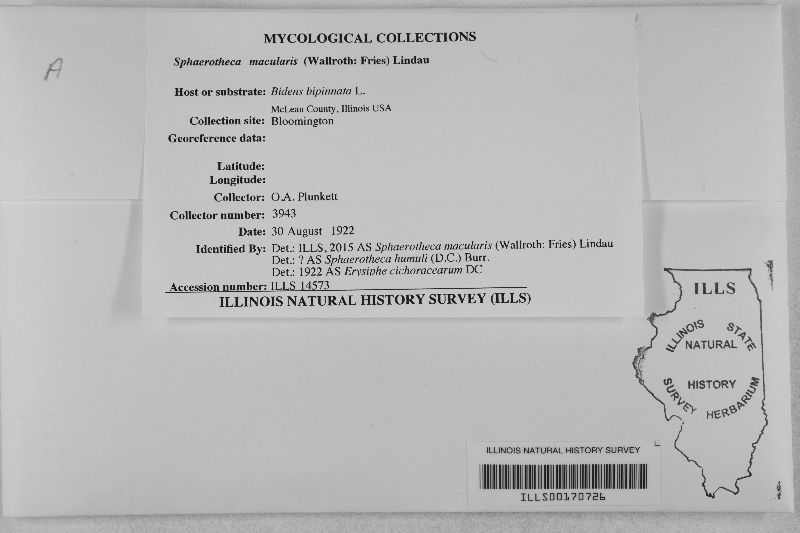 A
MYCOLOGICAL COLLECTIONS
Sphaerotheca macularis (Wallroth: Fries) Lindau
Host or substrate: Bidens bipinnata L.
McLean County, Illinois USA
Collection site: Bloomington
Georeference data:
Latitude:
Longitude:
Collector: O.A. Plunkett
Collector number: 3943
Date: 30 August 1922
Identified By: Det.: ILLS, 2015 AS Sphaerotheca macularis (Wallroth: Fries) Lindau
Det.: ? AS Sphaerotheca humuli (D.C.) Burr.
Det.: 1922 AS Erysiphe cichoracearum DC
Accession number: ILLS 14573
ILLINOIS NATURAL HISTORY SURVEY (ILLS)
ILLS
ILLINOIS STATE
NATURAL
HISTORY
SURVEY HERBARIUM
ILLINOIS NATURAL HISTORY SURVEY
ILLS00170726